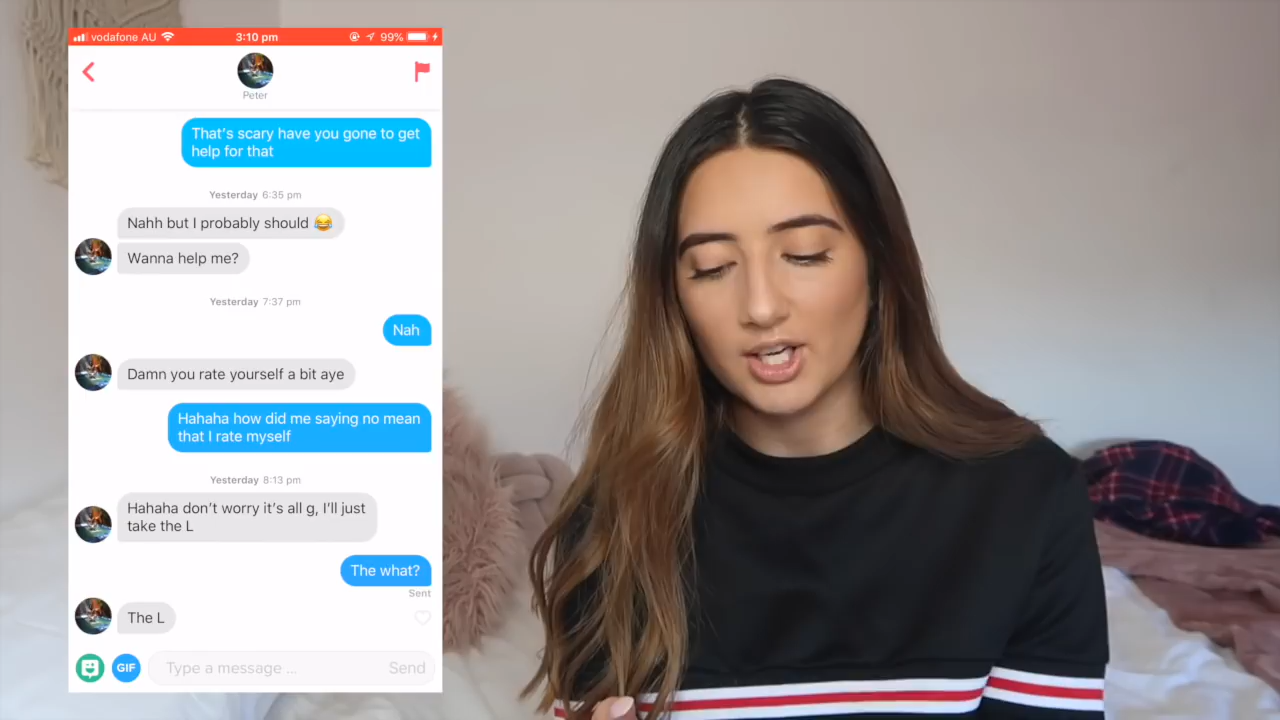 vodafone AU 3:10 pm 99%
Peter
That's scary have you gone to get
help for that
Yesterday 6:35 pm
Nahh but I probably should 😂
Wanna help me?
Yesterday 7:37 pm
Nah
Damn you rate yourself a bit aye
Hahaha how did me saying no mean
that I rate myself
Yesterday 8:13 pm
Hahaha don't worry it's all g, I'll just
take the L
The what?
Sent
The L
GIF Type a message ... Send